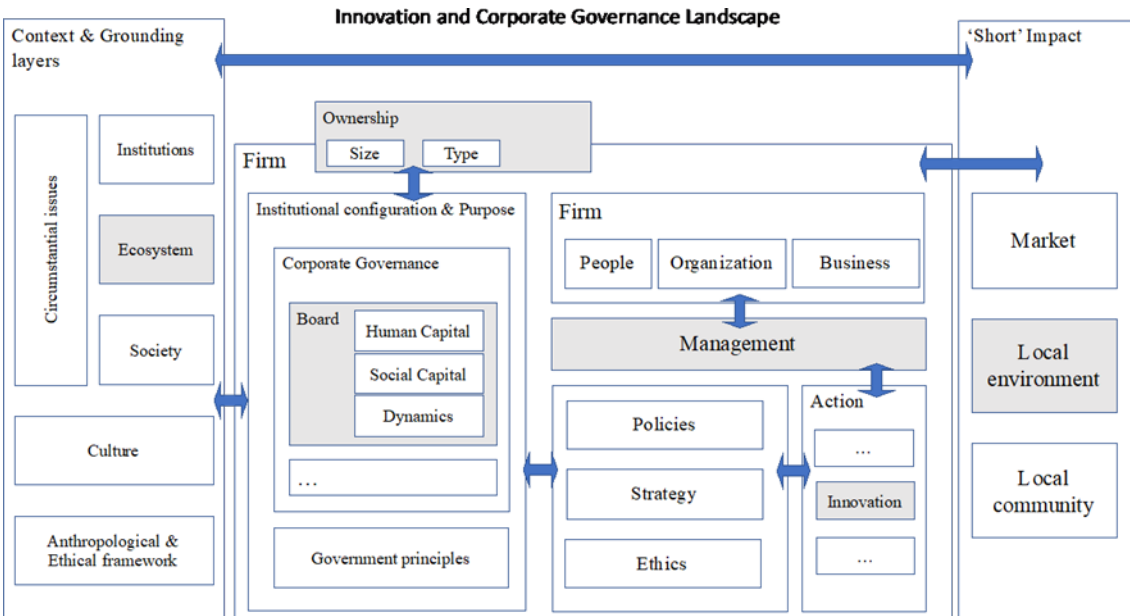 Innovation and Corporate Governance Landscape
Context & Grounding
layers
Circumstantial issues
Institutions
Ecosystem
Society
Culture
Anthropological &
Ethical framework
Ownership
Size
Type
Firm
Institutional configuration & Purpose
Corporate Governance
Board
Human Capital
Social Capital
Dynamics
…
Government principles
Firm
People
Organization
Business
Management
Policies
Strategy
Ethics
Action
…
Innovation
…
‘Short’ Impact
Market
Local
environment
Local
community